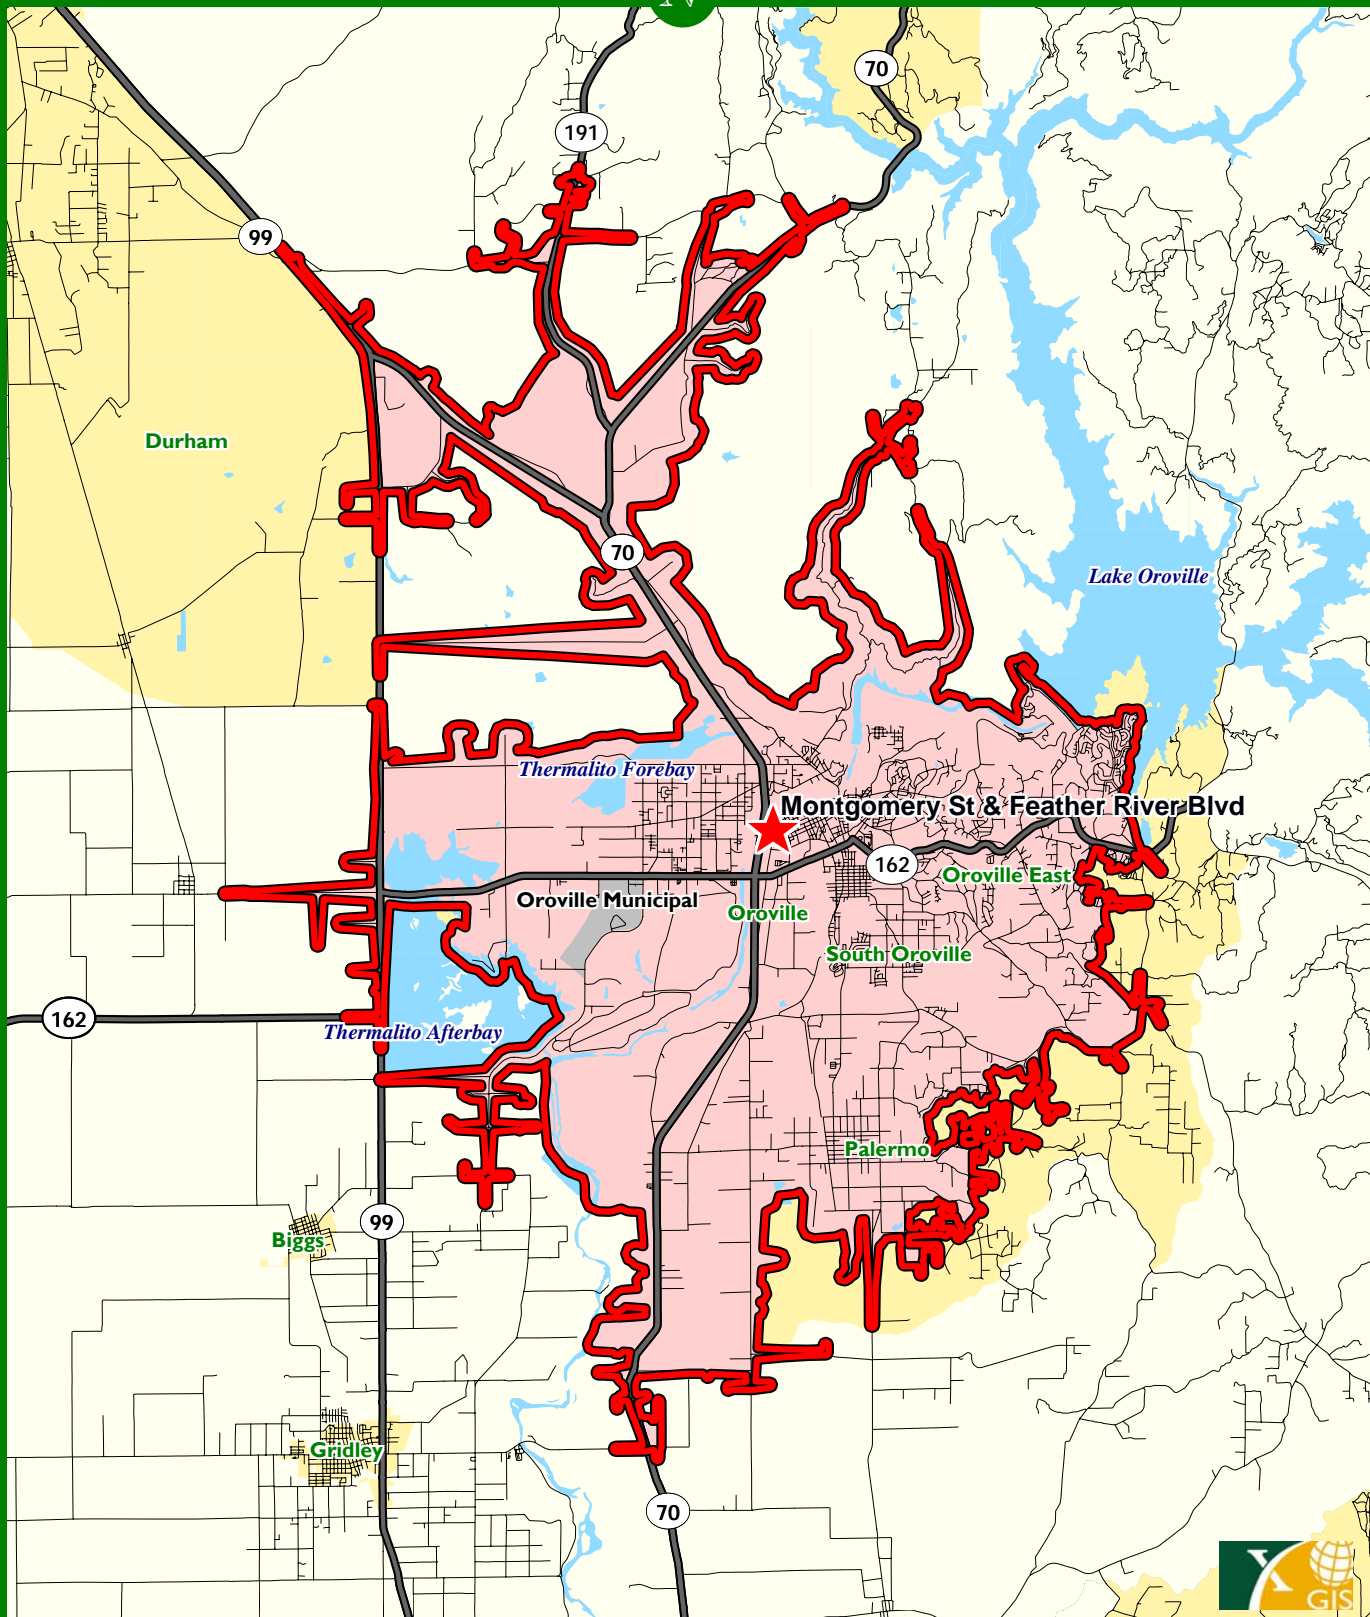 70
191
99
Durham
70
Lake Oroville
Thermalito Forebay
Montgomery St & Feather River Blvd
162
Oroville East
Oroville Municipal
Oroville
South Oroville
162
Thermalito Afterbay
Palermo
99
Biggs
Gridley
70
X
GIS